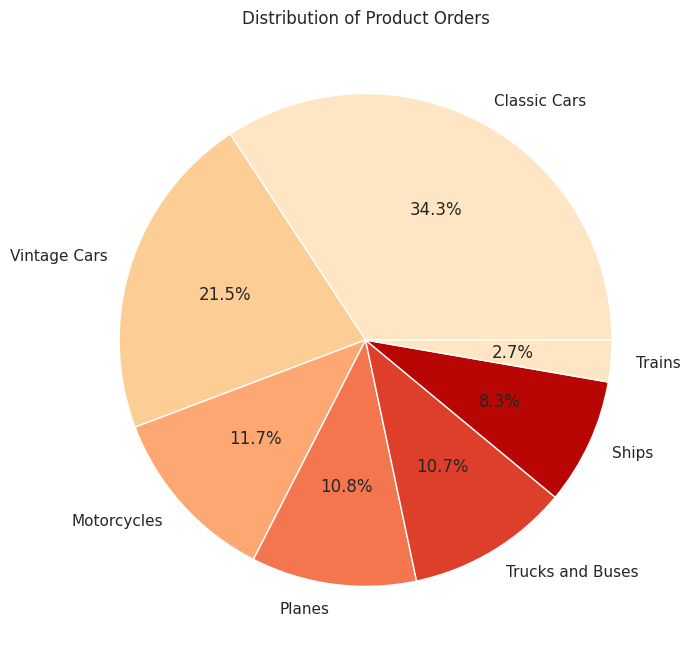 Distribution of Product Orders
Classic Cars
34.3%
Vintage Cars
21.5%
Motorcycles
11.7%
Planes
10.8%
Trucks and Buses
10.7%
Ships
8.3%
Trains
2.7%